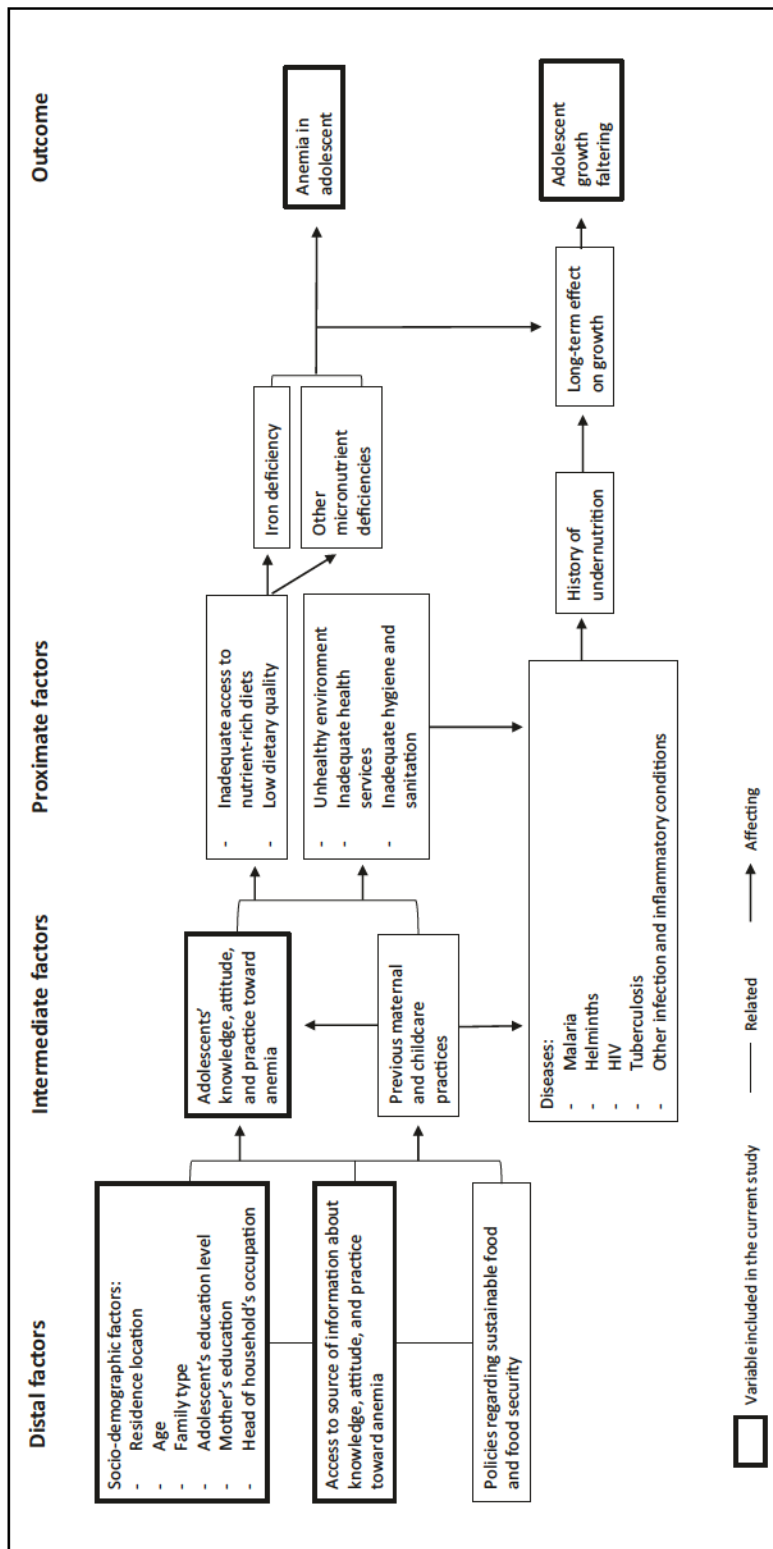 Distal factors
Intermediate factors
Proximate factors
Outcome
Socio-demographic factors:
- Residence location
- Age
- Family type
- Adolescent's education level
- Mother's education
- Head of household's occupation
Access to source of information about
knowledge, attitude, and practice
toward anemia
Policies regarding sustainable food
and food security
Adolescents'
knowledge, attitude,
and practice toward
anemia
Previous maternal
and childcare
practices
- Inadequate access to
nutrient-rich diets
- Low dietary quality
- Unhealthy environment
- Inadequate health
services
- Inadequate hygiene and
sanitation
Diseases:
- Malaria
- Helminths
- HIV
- Tuberculosis
- Other infection and inflammatory conditions
Iron deficiency
Other
micronutrient
deficiencies
History of
undernutrition
Long-term effect
on growth
Anemia in
adolescent
Adolescent
growth
faltering
Variable included in the current study
Related
Affecting